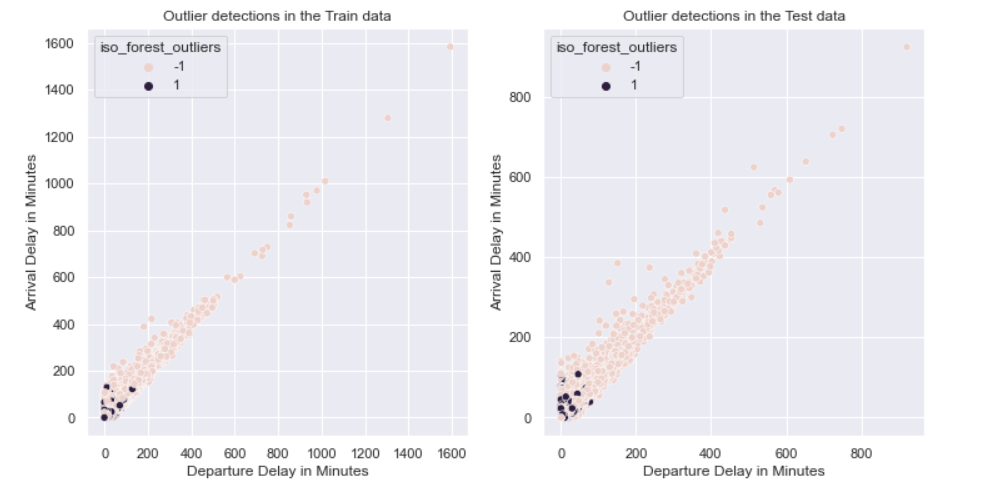 Outlier detections in the Train data
iso_forest_outliers
-1
1
1600
1400
1200
1000
800
600
400
200
0
Arrival Delay in Minutes
0 200 400 600 800 1000 1200 1400 1600
Departure Delay in Minutes
Outlier detections in the Test data
iso_forest_outliers
-1
1
800
600
400
200
0
Arrival Delay in Minutes
0 200 400 600 800
Departure Delay in Minutes